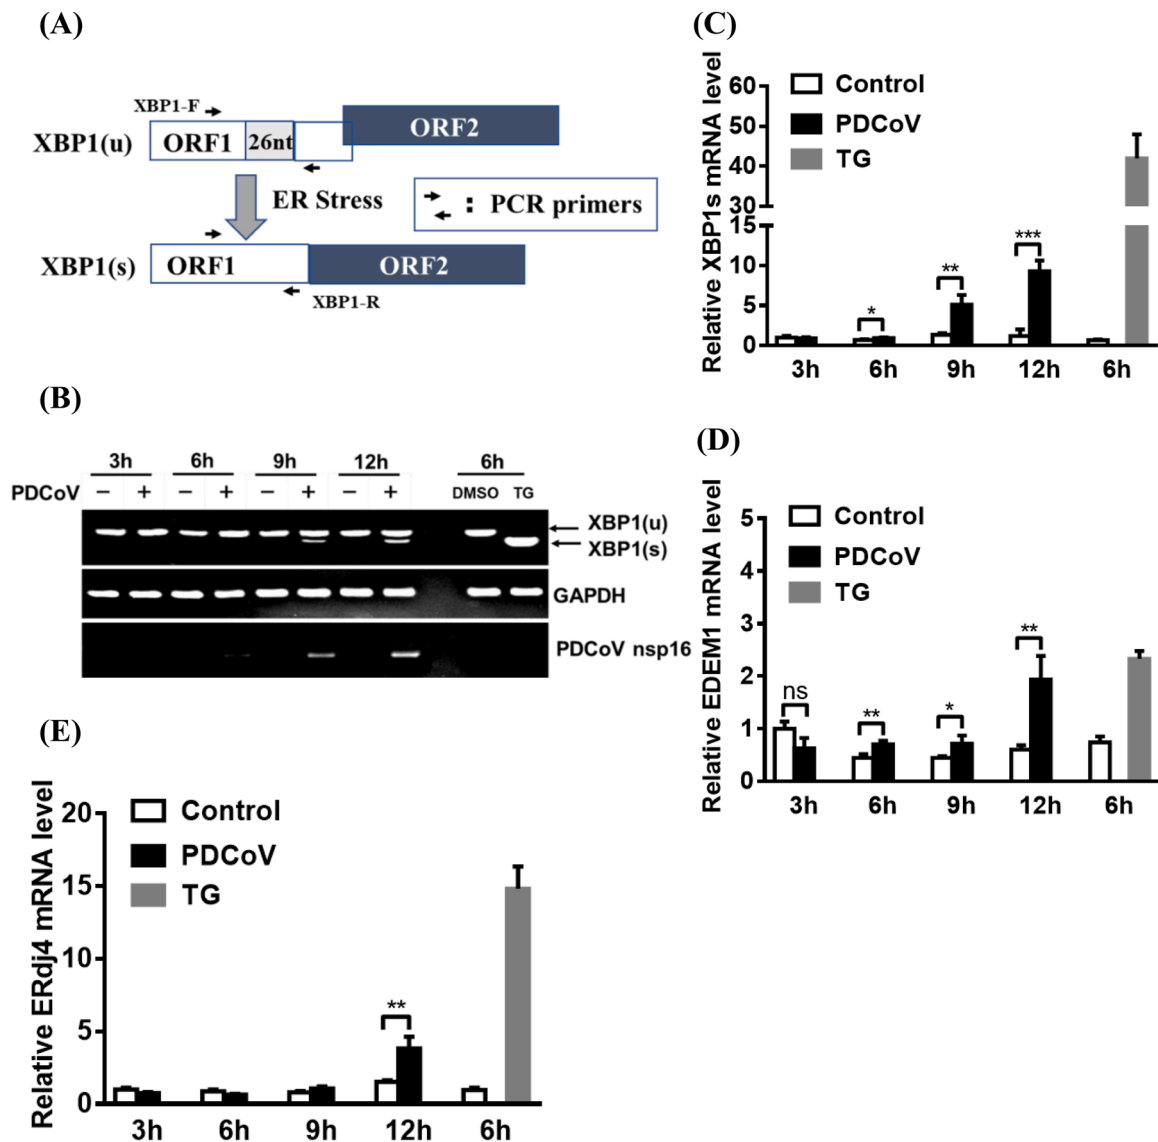 (A)
XBP1-F
XBP1(u)
ORF1
26nt
ORF2
ER Stress
: PCR primers
XBP1(s)
ORF1
ORF2
XBP1-R
(B)
3h 6h 9h 12h 6h
PDCoV − + − + − + − + DMSO TG
XBP1(u)
XBP1(s)
GAPDH
PDCoV nsp16
(C)
Relative XBP1s mRNA level
60
50
40
30
15
10
5
0
Control
PDCoV
TG
*
**
***
3h 6h 9h 12h 6h
(D)
Relative EDEM1 mRNA level
5
4
3
2
1
0
Control
PDCoV
TG
ns
**
*
**
3h 6h 9h 12h 6h
(E)
Relative ERdj4 mRNA level
20
15
10
5
0
Control
PDCoV
TG
**
3h 6h 9h 12h 6h